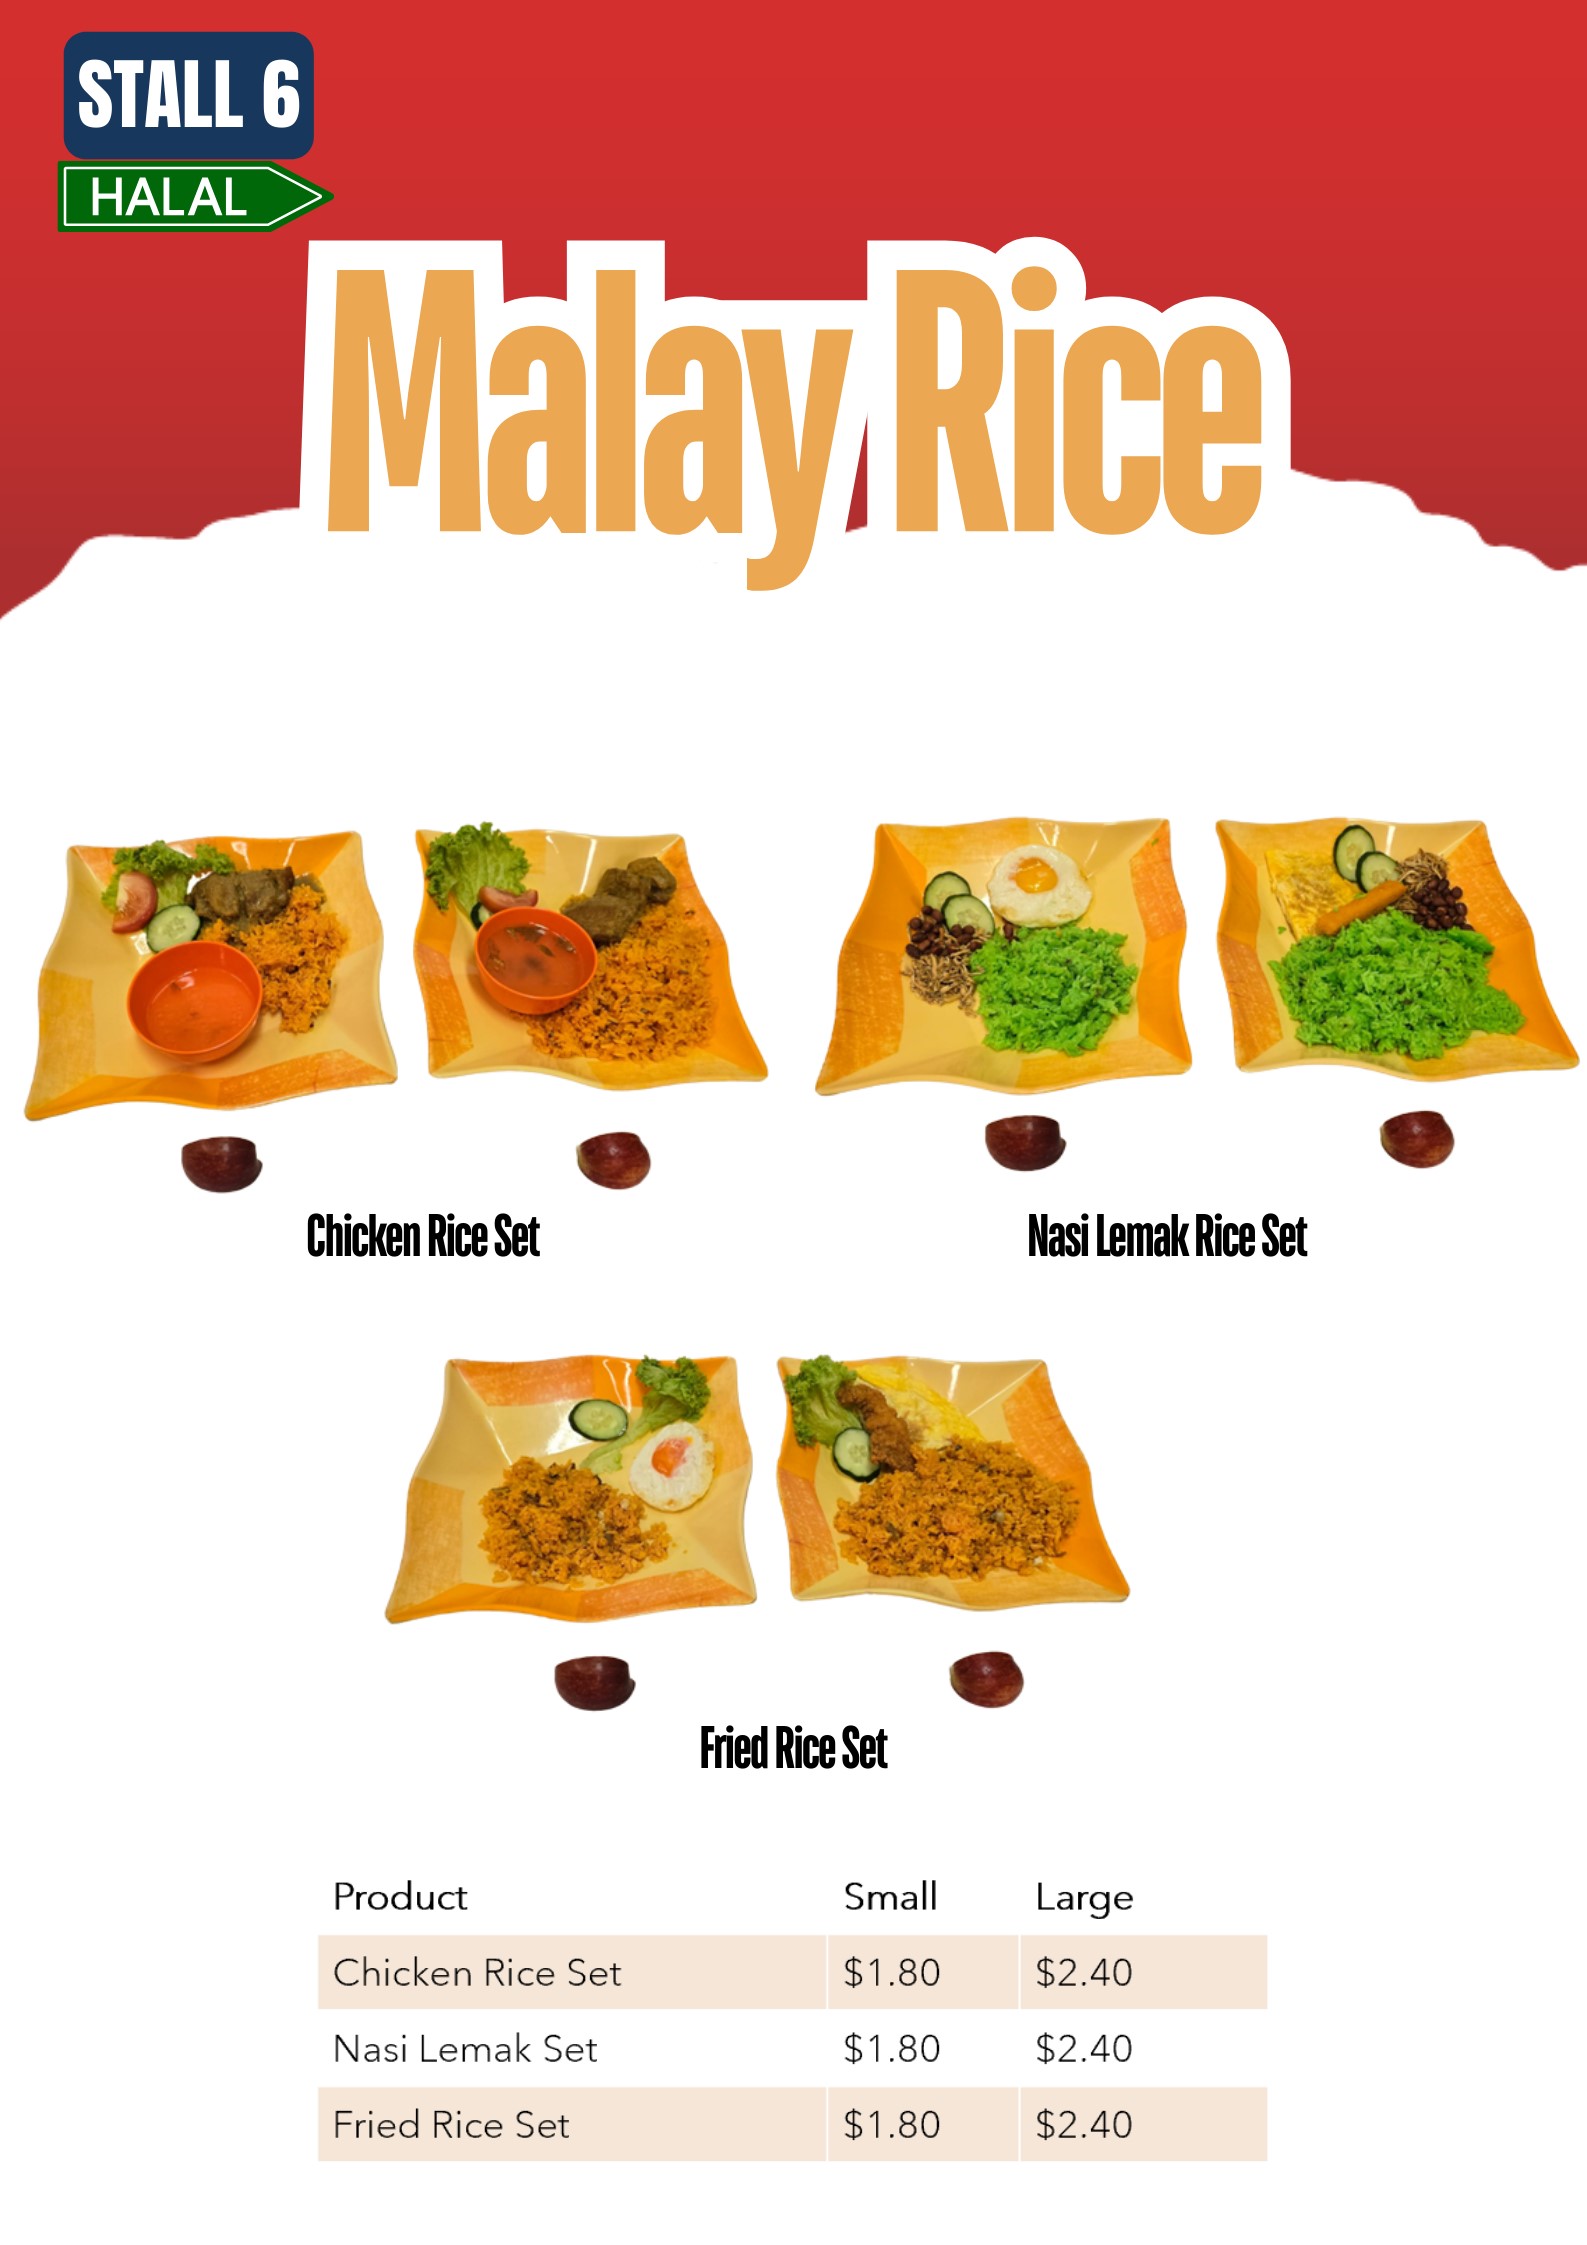 STALL 6
HALAL
Malay Rice
Chicken Rice Set
Nasi Lemak Rice Set
Fried Rice Set
Product Small Large
Chicken Rice Set $1.80 $2.40
Nasi Lemak Set $1.80 $2.40
Fried Rice Set $1.80 $2.40